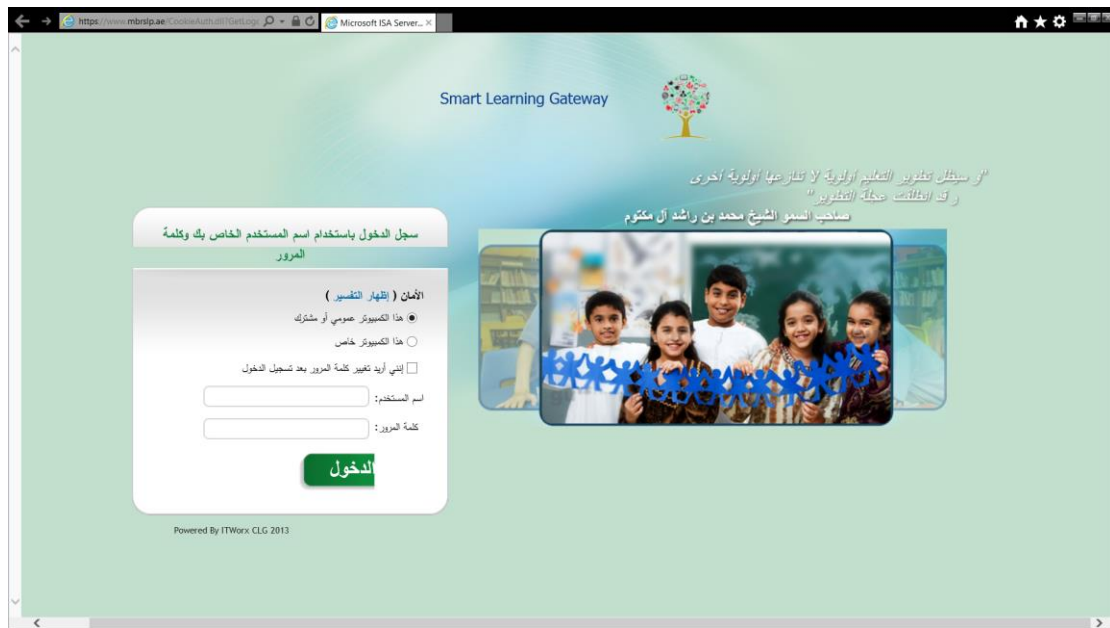 https://www.mbrslp.ae/CookieAuth.dll?GetLogo
Microsoft ISA Server...
Smart Learning Gateway
"و سيظل تطوير التعليم أولوية لا تنازعها أولوية أخرى
و قد انطلقت عجلة التطوير"
صاحب السمو الشيخ محمد بن راشد آل مكتوم
سجل الدخول باستخدام اسم المستخدم الخاص بك وكلمة
المرور
الأمان ( إظهار التفسير )
هذا الكمبيوتر عمومي أو مشترك
هذا الكمبيوتر خاص
إنني أريد تغيير كلمة المرور بعد تسجيل الدخول
اسم المستخدم:
كلمة المرور:
الدخول
Powered By ITWorx CLG 2013